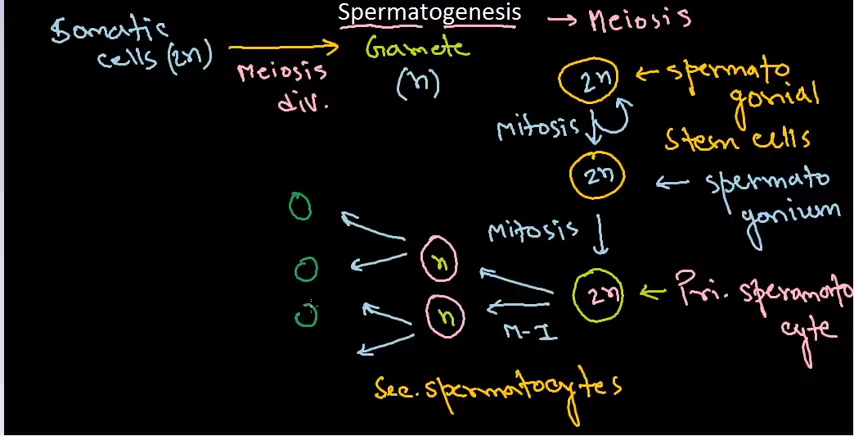 Spermatogenesis → Meiosis
Somatic
cells (2n)
Meiosis
div.
Gamete
(n)
2n ← spermato
gonial
stem cells
Mitosis
2n ← spermato
gonium
Mitosis
2n ← Pri. speramato
cyte
M-I
n
n
Sec. spermatocytes